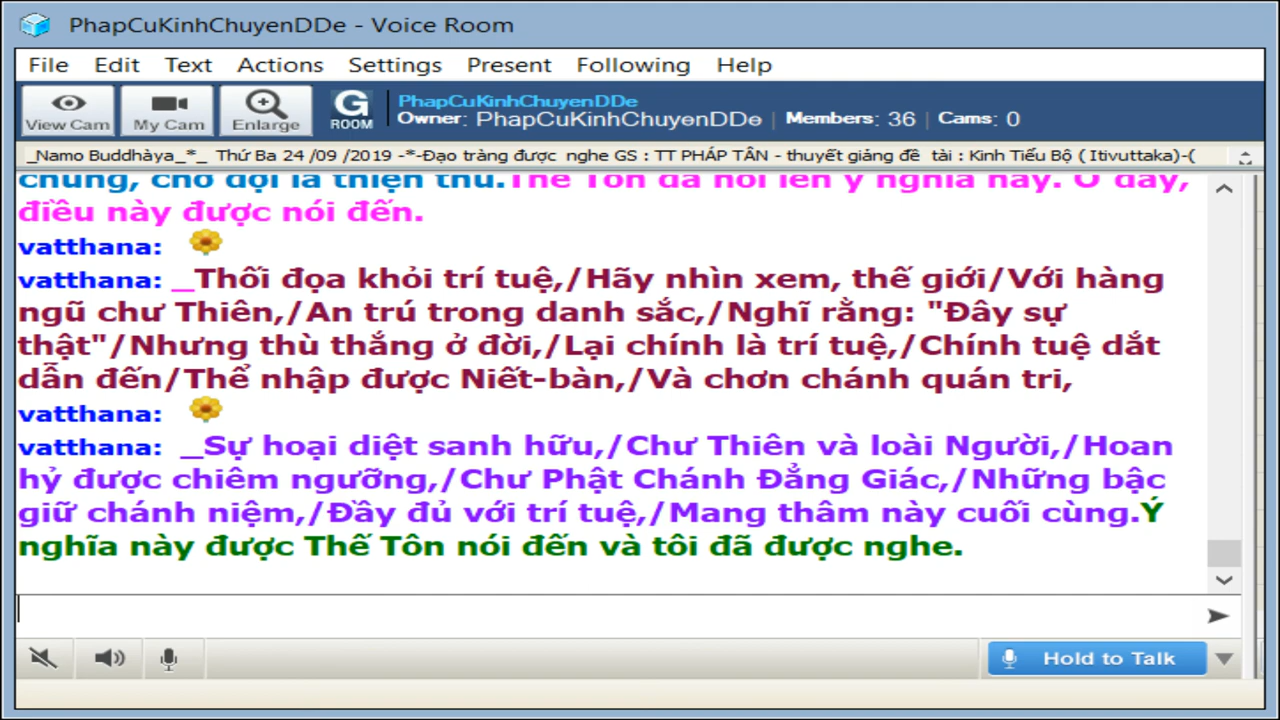 PhapCuKinhChuyenDDe - Voice Room
File Edit Text Actions Settings Present Following Help
View Cam My Cam Enlarge G ROOM PhapCuKinhChuyenDDe
Owner: PhapCuKinhChuyenDDe | Members: 36 | Cams: 0
_Namo Buddhàya_*_ Thứ Ba 24 /09 /2019 -*-Đạo tràng được nghe GS : TT PHÁP TÂN - thuyết giảng đề tài : Kinh Tiểu Bộ ( Itivuttaka)-(
chung, chờ đợi là thiện thú.Thế Tôn đã nói lên ý nghĩa này. Ở đây,
điều này được nói đến.
vatthana:
vatthana: _Thối đọa khỏi trí tuệ,/Hãy nhìn xem, thế giới/Với hàng
ngũ chư Thiên,/An trú trong danh sắc,/Nghĩ rằng: "Đây sự
thật"/Nhưng thù thắng ở đời,/Lại chính là trí tuệ,/Chính tuệ dắt
dẫn đến/Thể nhập được Niết-bàn,/Và chơn chánh quán tri,
vatthana:
vatthana: _Sự hoại diệt sanh hữu,/Chư Thiên và loài Người,/Hoan
hỷ được chiêm ngưỡng,/Chư Phật Chánh Đẳng Giác,/Những bậc
giữ chánh niệm,/Đầy đủ với trí tuệ,/Mang thâm này cuối cùng.Ý
nghĩa này được Thế Tôn nói đến và tôi đã được nghe.
Hold to Talk